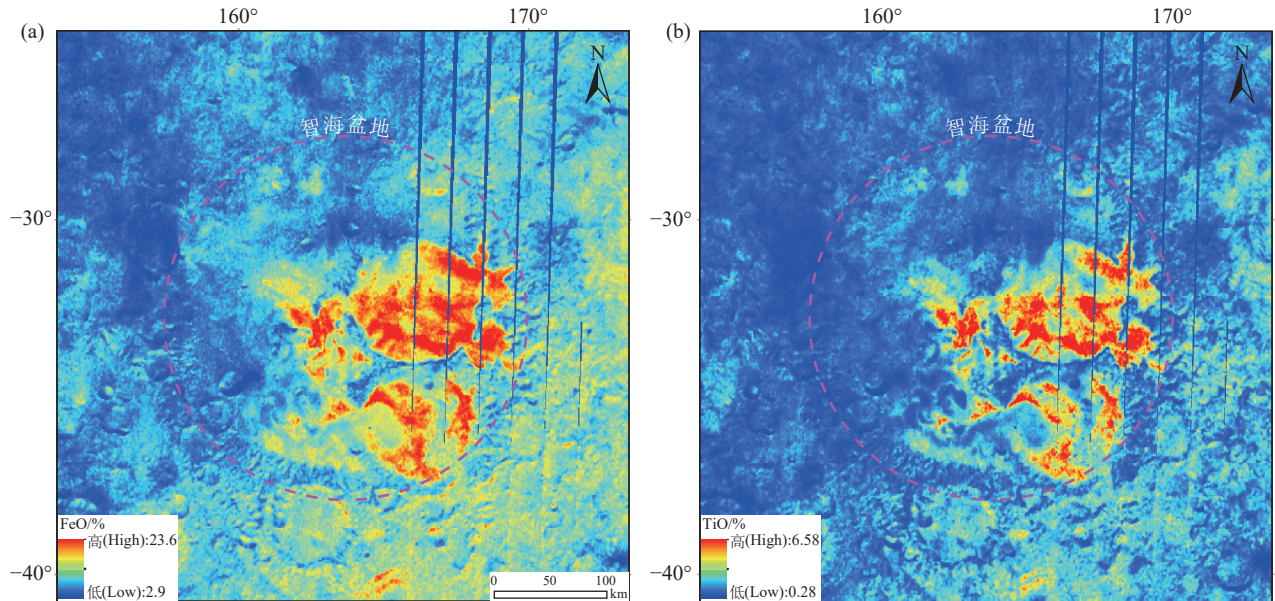 (a)
160°
170°
N
智海盆地
−30°
−40°
FeO/%
高(High):23.6
低(Low):2.9
0
50
100
km
(b)
160°
170°
N
智海盆地
−30°
−40°
TiO/%
高(High):6.58
低(Low):0.28